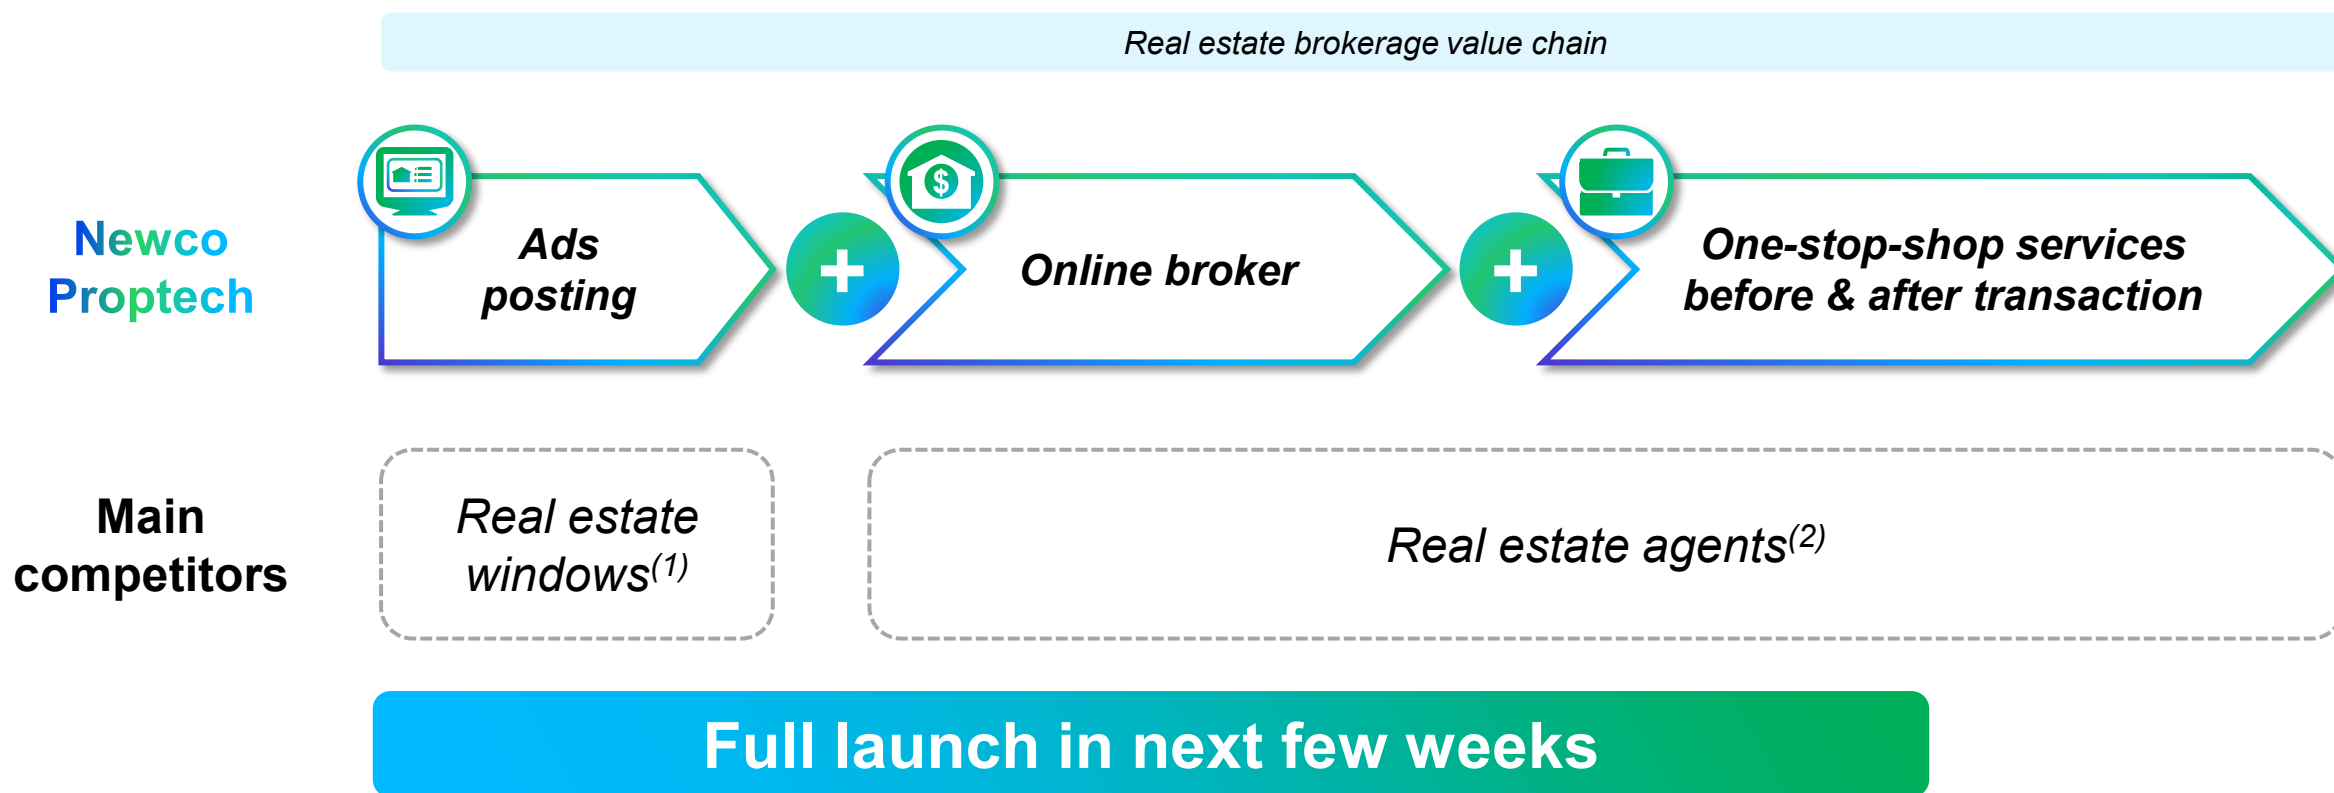 Real estate brokerage value chain
Newco
Proptech
Ads
posting
Online broker
One-stop-shop services
before & after transaction
Main
competitors
Real estate
windows(1)
Real estate agents(2)
Full launch in next few weeks